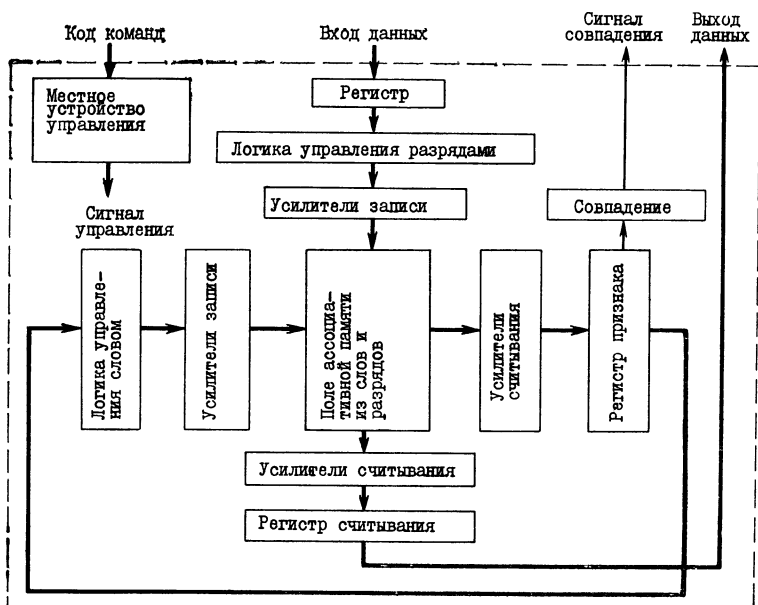 Код команд
Вход данных
Сигнал
совпадения
Выход
данных
Местное
устройство
управления
Регистр
Логика управления разрядами
Сигнал
управления
Усилители записи
Совпадение
Логика управле-
ния словом
Усилители записи
Поле ассоциа-
тивной памяти
из слов и
разрядов
Усилители
считывания
Регистр признака
Усилители считывания
Регистр считывания